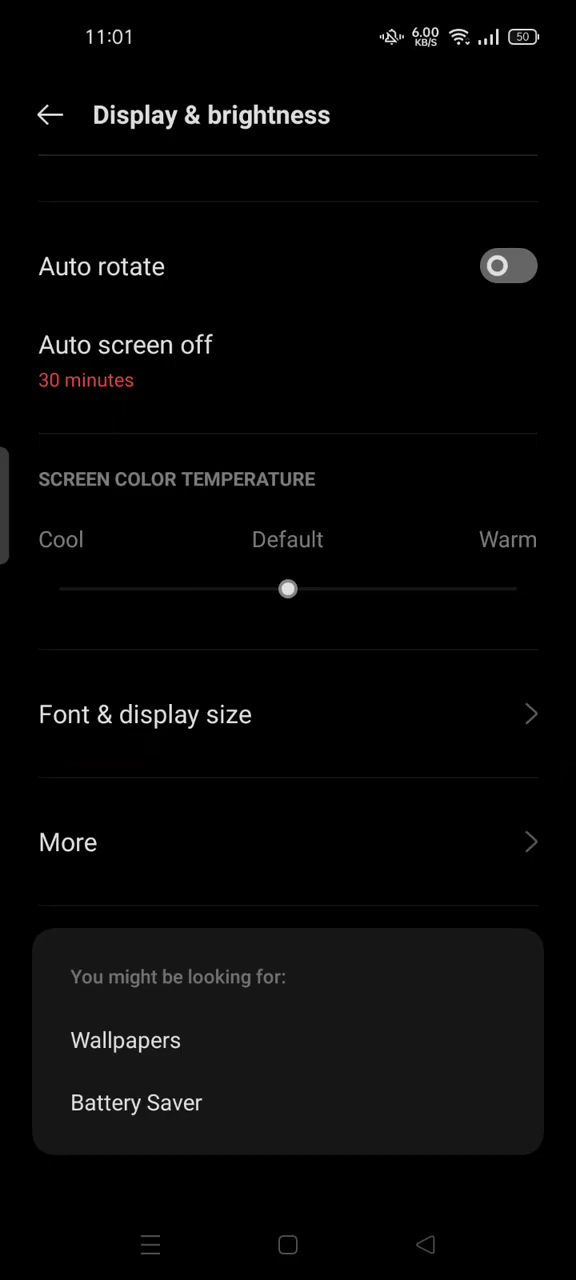 11:01
6.00
KB/S
50
Display & brightness
Auto rotate
Auto screen off
30 minutes
SCREEN COLOR TEMPERATURE
Cool Default Warm
Font & display size
More
You might be looking for:
Wallpapers
Battery Saver